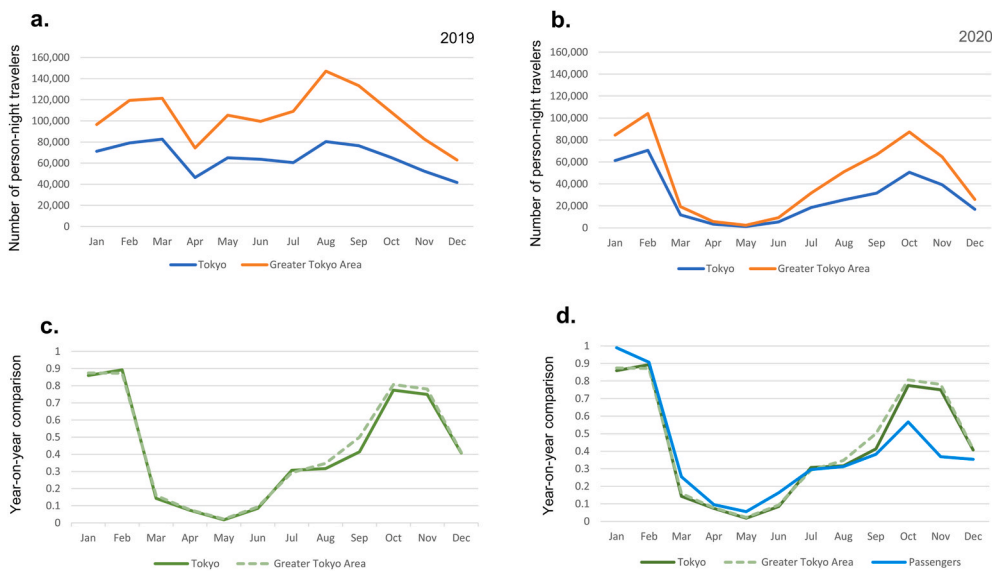 a.
2019
Number of person-night travelers
160,000
140,000
120,000
100,000
80,000
60,000
40,000
20,000
0
Jan Feb Mar Apr May Jun Jul Aug Sep Oct Nov Dec
Tokyo Greater Tokyo Area
b.
2020
Number of person-night travelers
160,000
140,000
120,000
100,000
80,000
60,000
40,000
20,000
0
Jan Feb Mar Apr May Jun Jul Aug Sep Oct Nov Dec
Tokyo Greater Tokyo Area
c.
Year-on-year comparison
1
0.9
0.8
0.7
0.6
0.5
0.4
0.3
0.2
0.1
0
Jan Feb Mar Apr May Jun Jul Aug Sep Oct Nov Dec
Tokyo Greater Tokyo Area
d.
Year-on-year comparison
1
0.9
0.8
0.7
0.6
0.5
0.4
0.3
0.2
0.1
0
Jan Feb Mar Apr May Jun Jul Aug Sep Oct Nov Dec
Tokyo Greater Tokyo Area Passengers